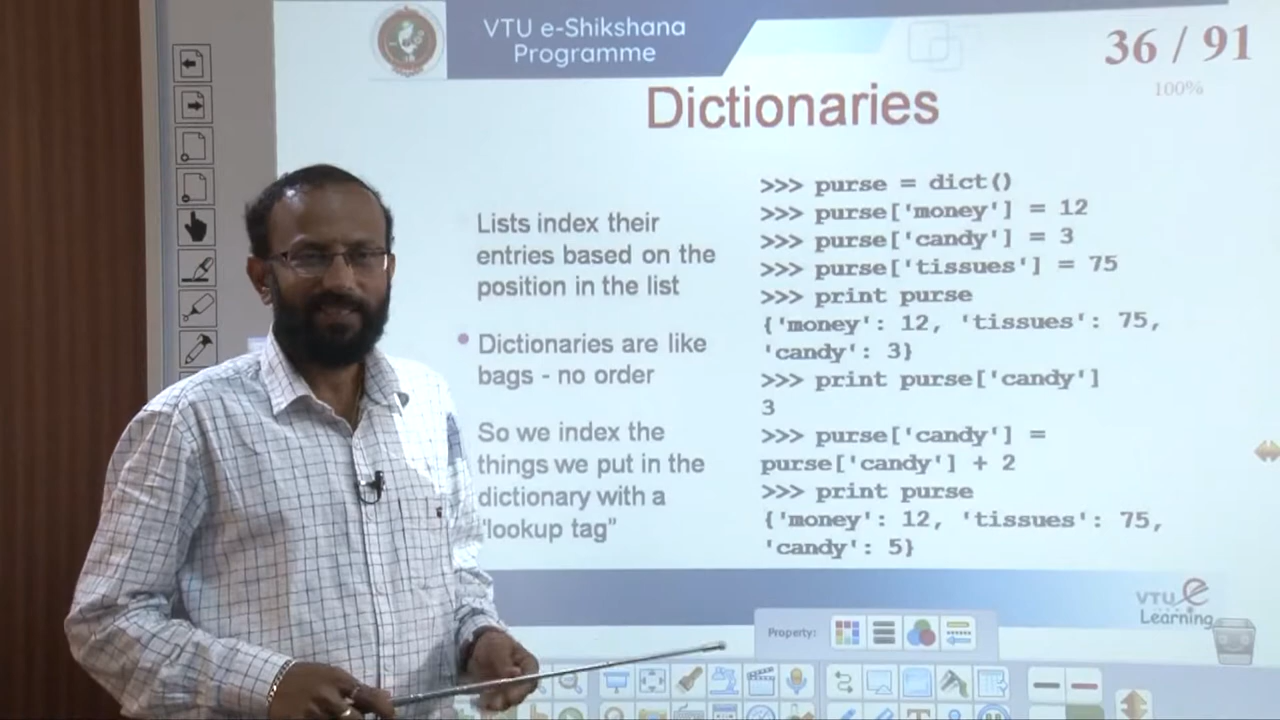 VTU e-Shikshana
Programme
36 / 91
100%
Dictionaries
Lists index their
entries based on the
position in the list
• Dictionaries are like
bags - no order
So we index the
things we put in the
dictionary with a
"lookup tag"
>>> purse = dict()
>>> purse['money'] = 12
>>> purse['candy'] = 3
>>> purse['tissues'] = 75
>>> print purse
{'money': 12, 'tissues': 75,
'candy': 3}
>>> print purse['candy']
3
>>> purse['candy'] =
purse['candy'] + 2
>>> print purse
{'money': 12, 'tissues': 75,
'candy': 5}
VTU e
Learning
Property: